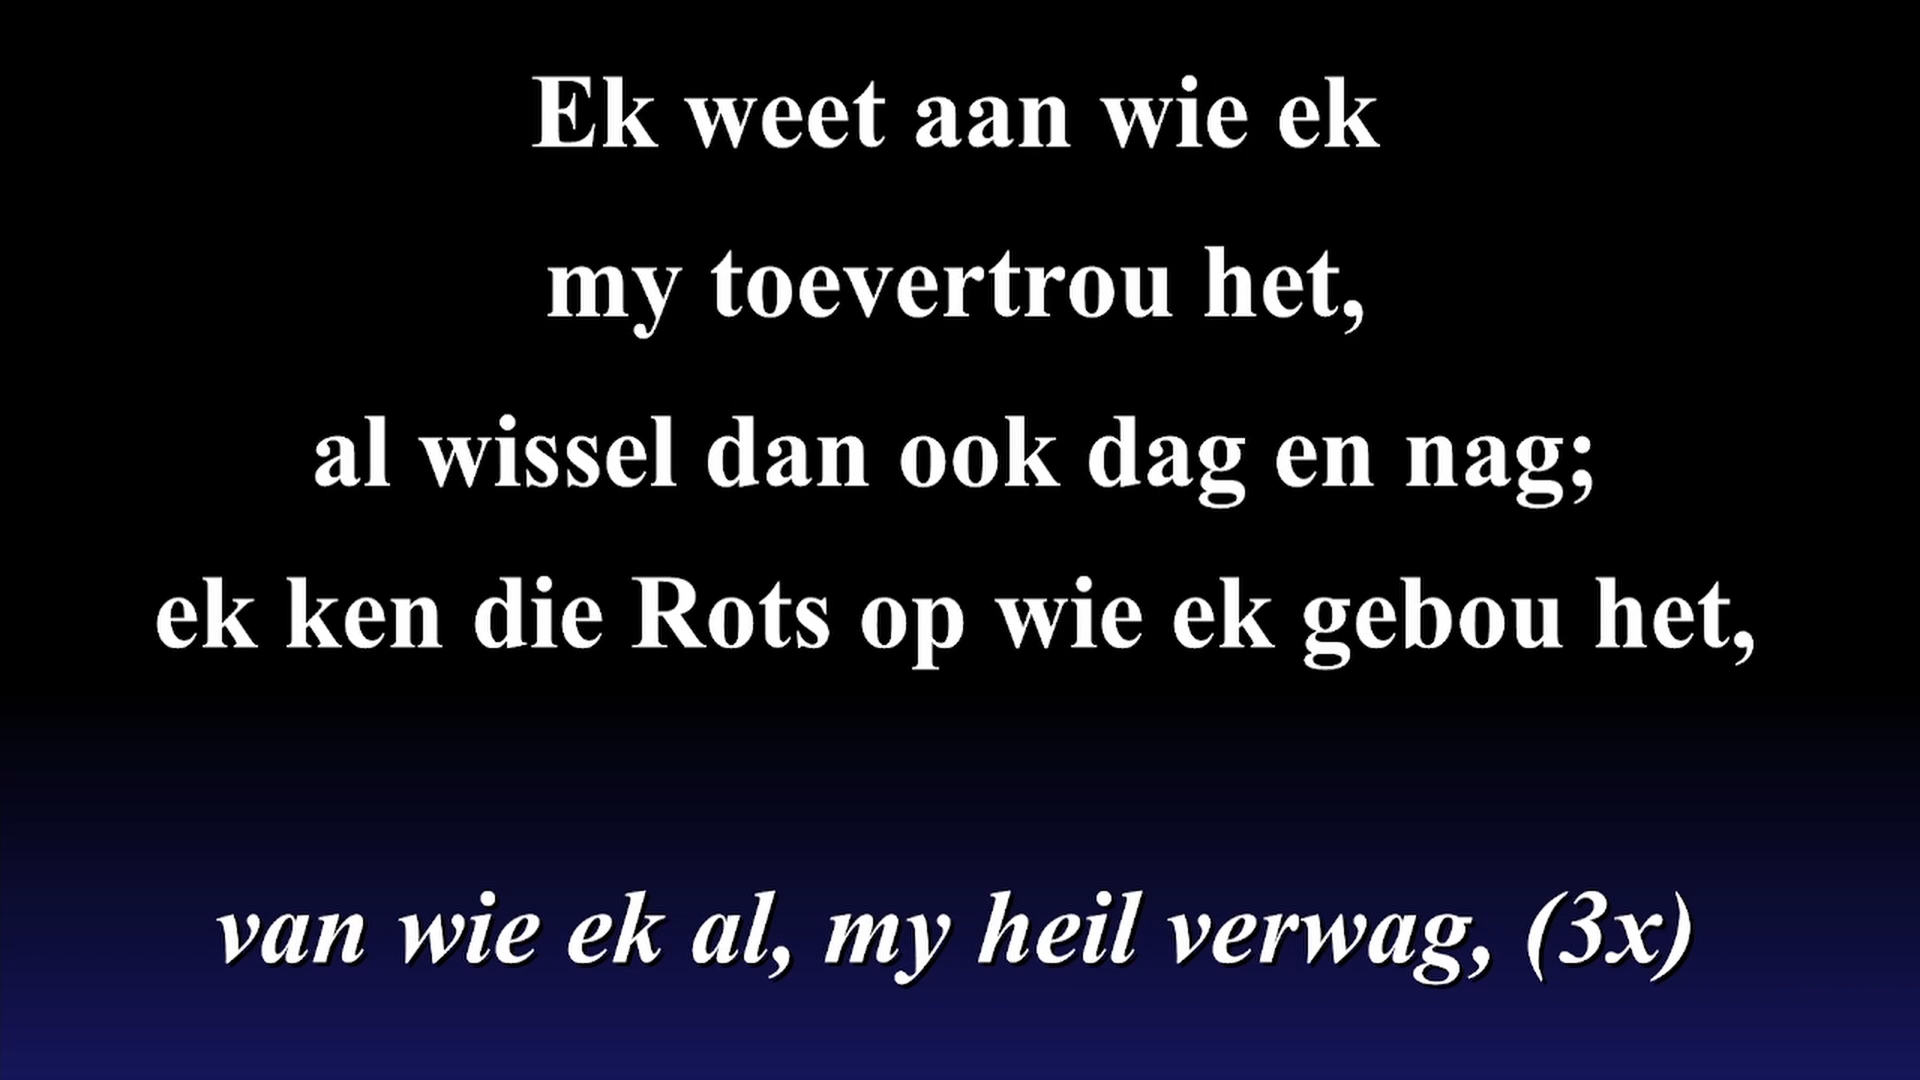 Ek weet aan wie ek
my toevertrou het,
al wissel dan ook dag en nag;
ek ken die Rots op wie ek gebou het,
van wie ek al, my heil verwag, (3x)